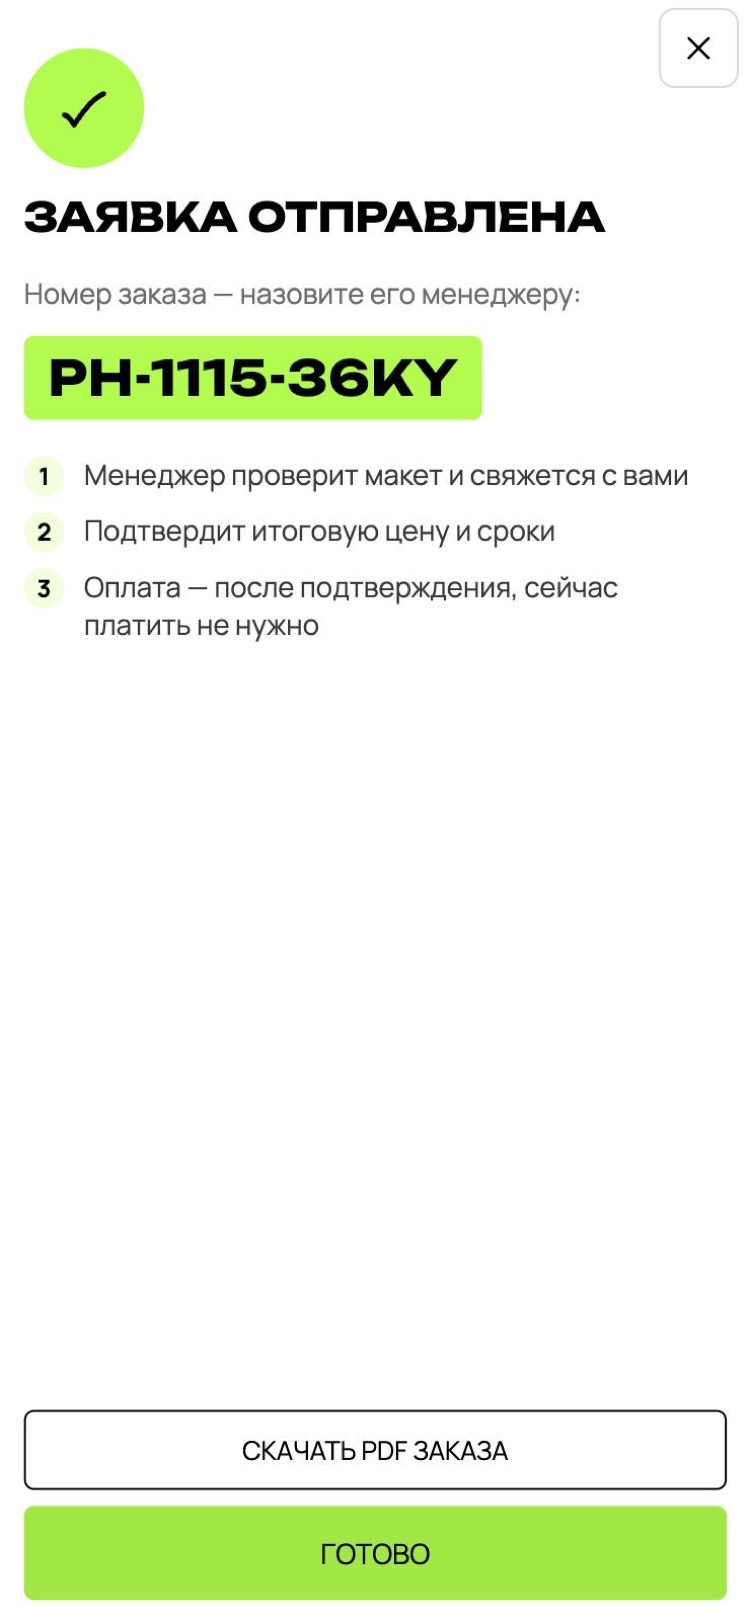 ЗАЯВКА ОТПРАВЛЕНА
Номер заказа — назовите его менеджеру:
PH-1115-36KY
1 Менеджер проверит макет и свяжется с вами
2 Подтвердит итоговую цену и сроки
3 Оплата — после подтверждения, сейчас
платить не нужно
СКАЧАТЬ PDF ЗАКАЗА
ГОТОВО